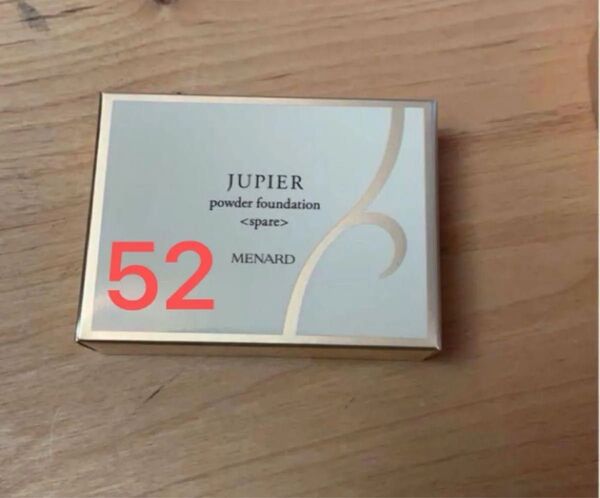 JUPIER
powder foundation
<spare>
MENARD
52